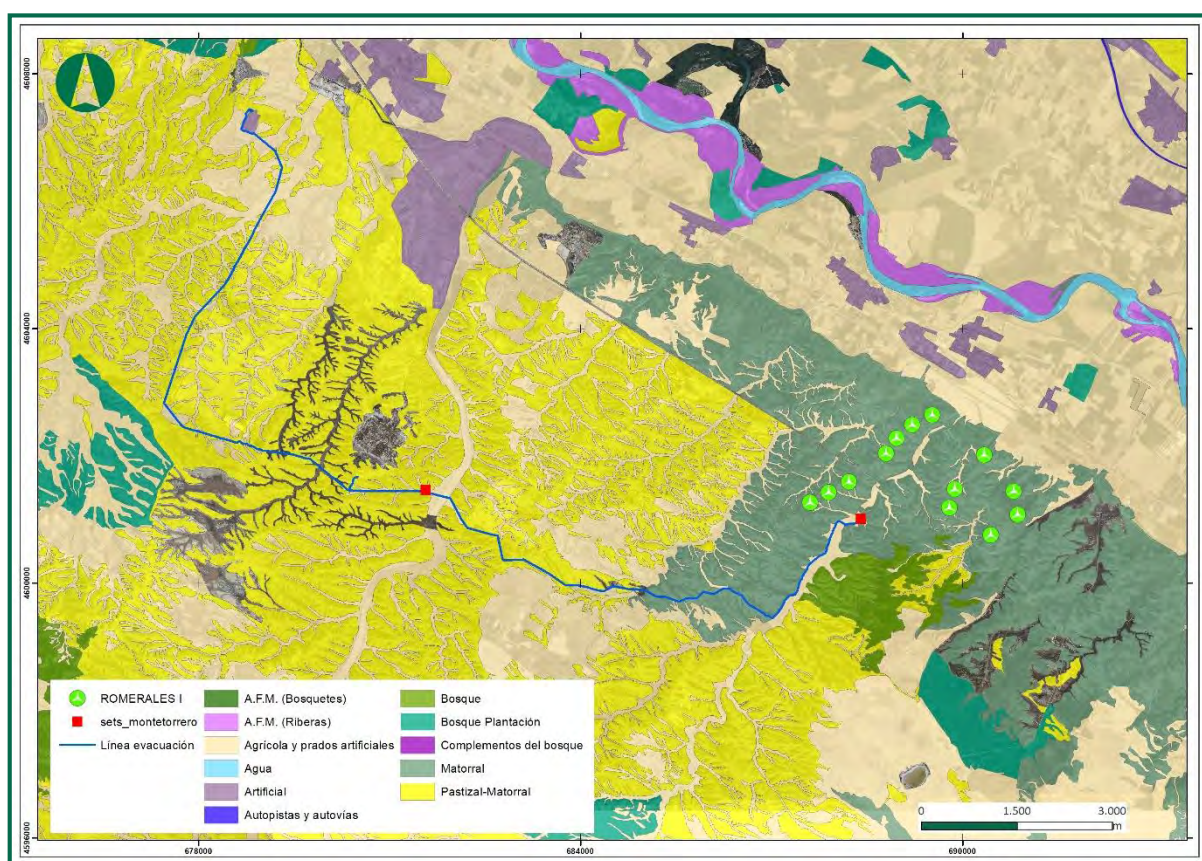 4608000
4604000
4600000
4596000
ROMERALES I
sets_montetorrero
Línea evacuación
A.F.M. (Bosquetes)
A.F.M. (Riberas)
Agrícola y prados artificiales
Agua
Artificial
Autopistas y autovías
Bosque
Bosque Plantación
Complementos del bosque
Matorral
Pastizal-Matorral
0 1.500 3.000
m
678000 684000 690000